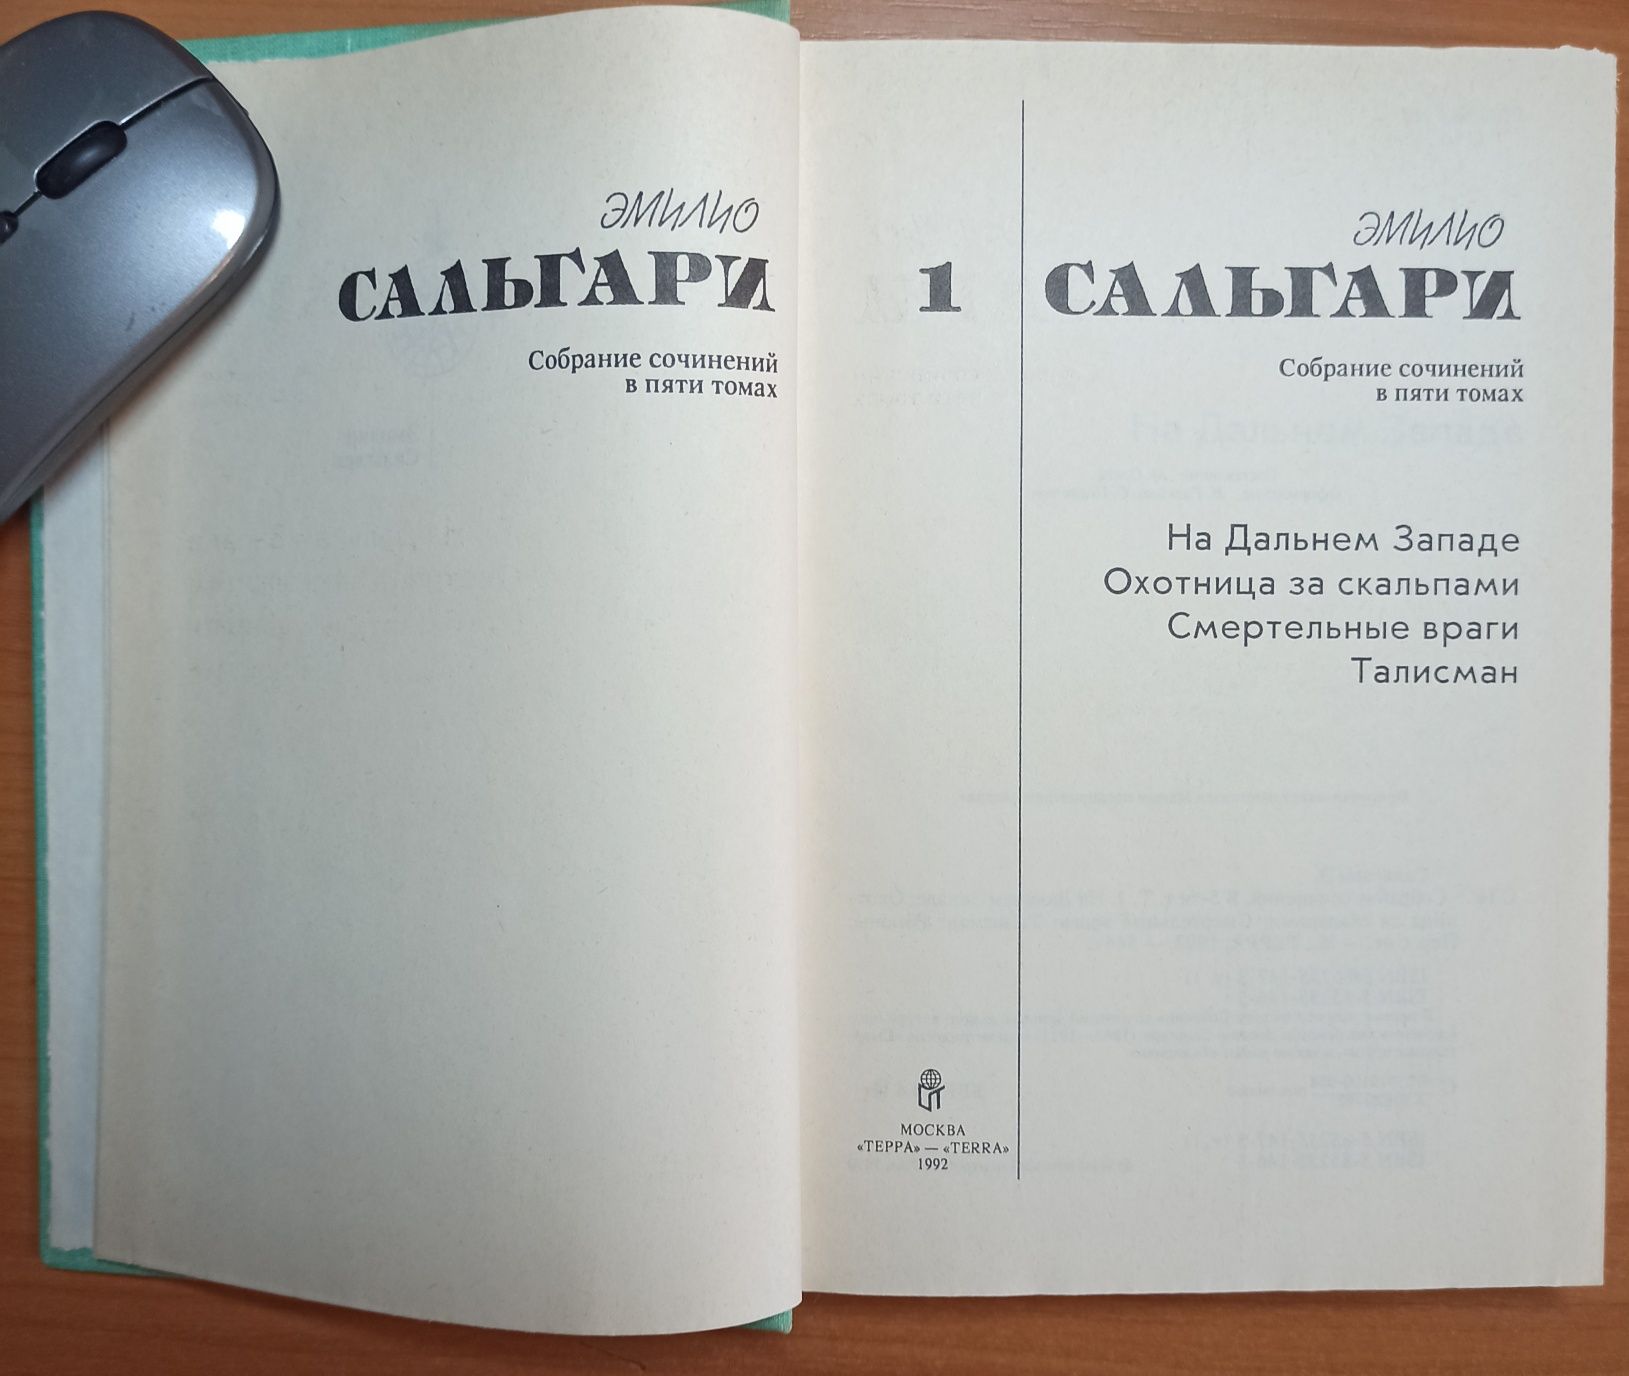 ЭМИЛИО
САЛЬГАРИ
Собрание сочинений
в пяти томах
1
ЭМИЛИО
САЛЬГАРИ
Собрание сочинений
в пяти томах
На Дальнем Западе
Охотница за скальпами
Смертельные враги
Талисман
МОСКВА
«ТЕРРА» — «TERRA»
1992